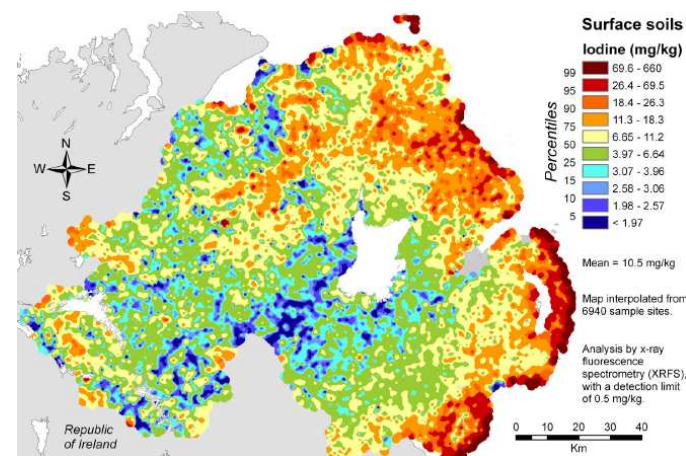 Surface soils
Iodine (mg/kg)
Percentiles
99
95
90
75
50
25
15
10
5
69.6 - 660
26.4 - 69.5
18.4 - 26.3
11.3 - 18.3
6.65 - 11.2
3.97 - 6.64
3.07 - 3.96
2.58 - 3.06
1.98 - 2.57
< 1.97
N
W E
S
Mean = 10.5 mg/kg
Map interpolated from
6940 sample sites.
Analysis by x-ray
fluorescence
spectrometry (XRFS),
with a detection limit
of 0.5 mg/kg.
Republic
of Ireland
0 10 20 30 40
Km